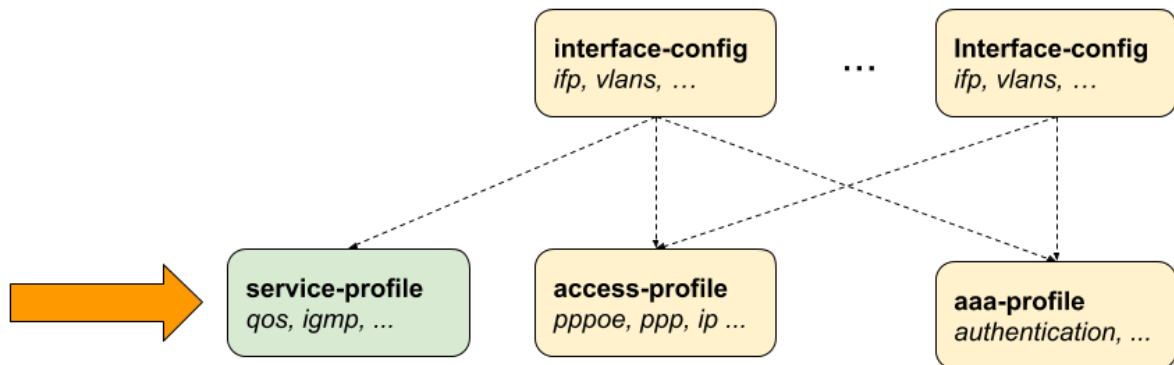 interface-config
ifp, vlans, …
...
Interface-config
ifp, vlans, …
service-profile
qos, igmp, ...
access-profile
pppoe, ppp, ip ...
aaa-profile
authentication, ...